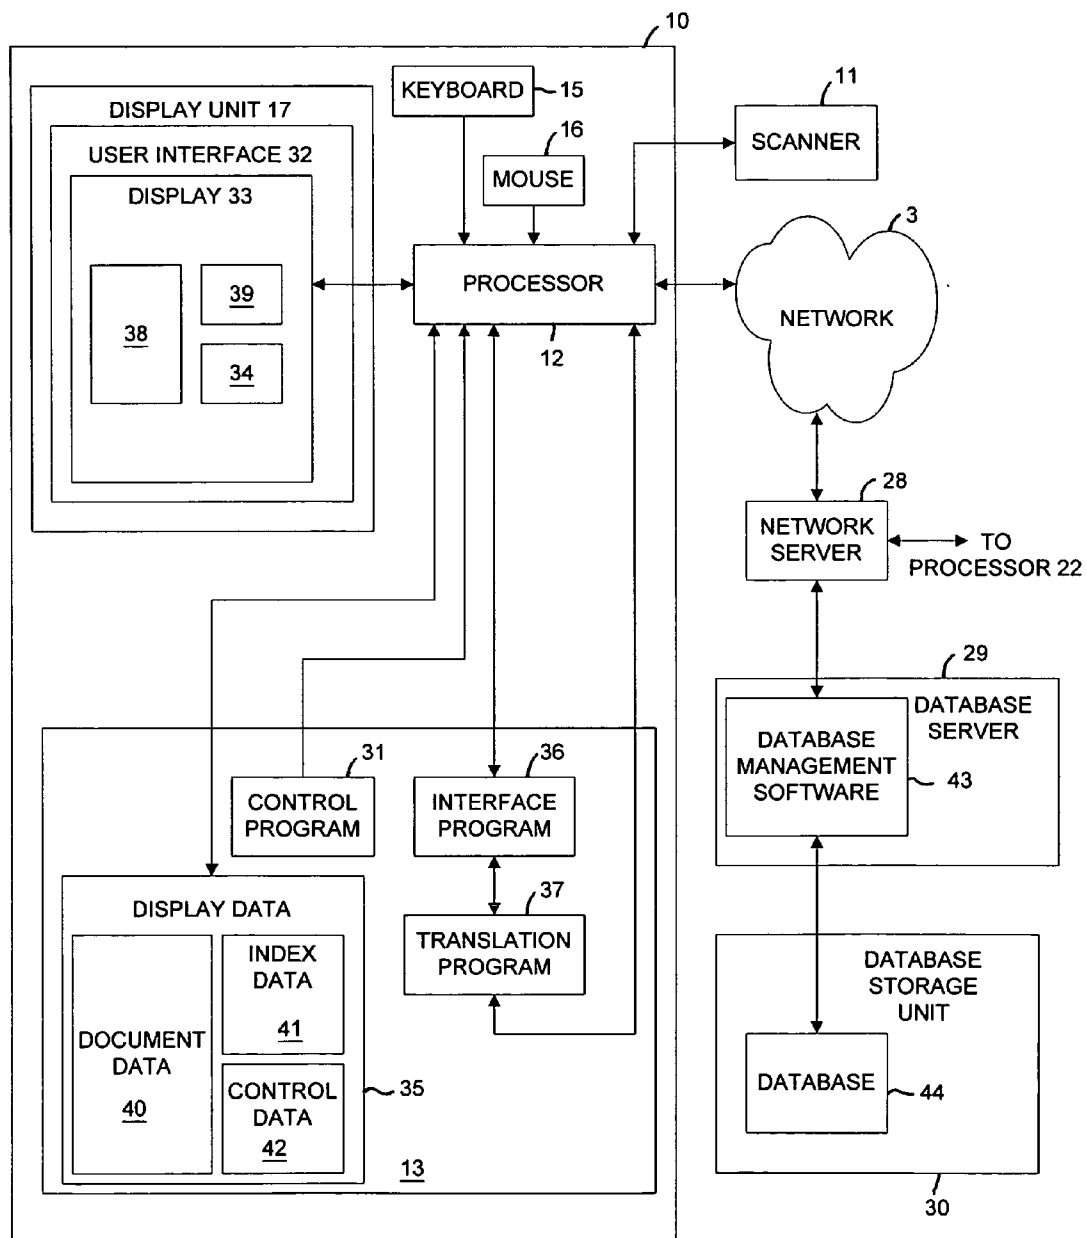 10
KEYBOARD
15
11
SCANNER
DISPLAY UNIT 17
USER INTERFACE 32
DISPLAY 33
38
39
34
16
MOUSE
PROCESSOR
12
3
NETWORK
28
NETWORK
SERVER
TO
PROCESSOR 22
29
DATABASE
SERVER
DATABASE
MANAGEMENT
SOFTWARE
43
31
CONTROL
PROGRAM
36
INTERFACE
PROGRAM
37
TRANSLATION
PROGRAM
DISPLAY DATA
DOCUMENT
DATA
40
INDEX
DATA
41
CONTROL
DATA
42
35
13
DATABASE
STORAGE
UNIT
DATABASE
44
30